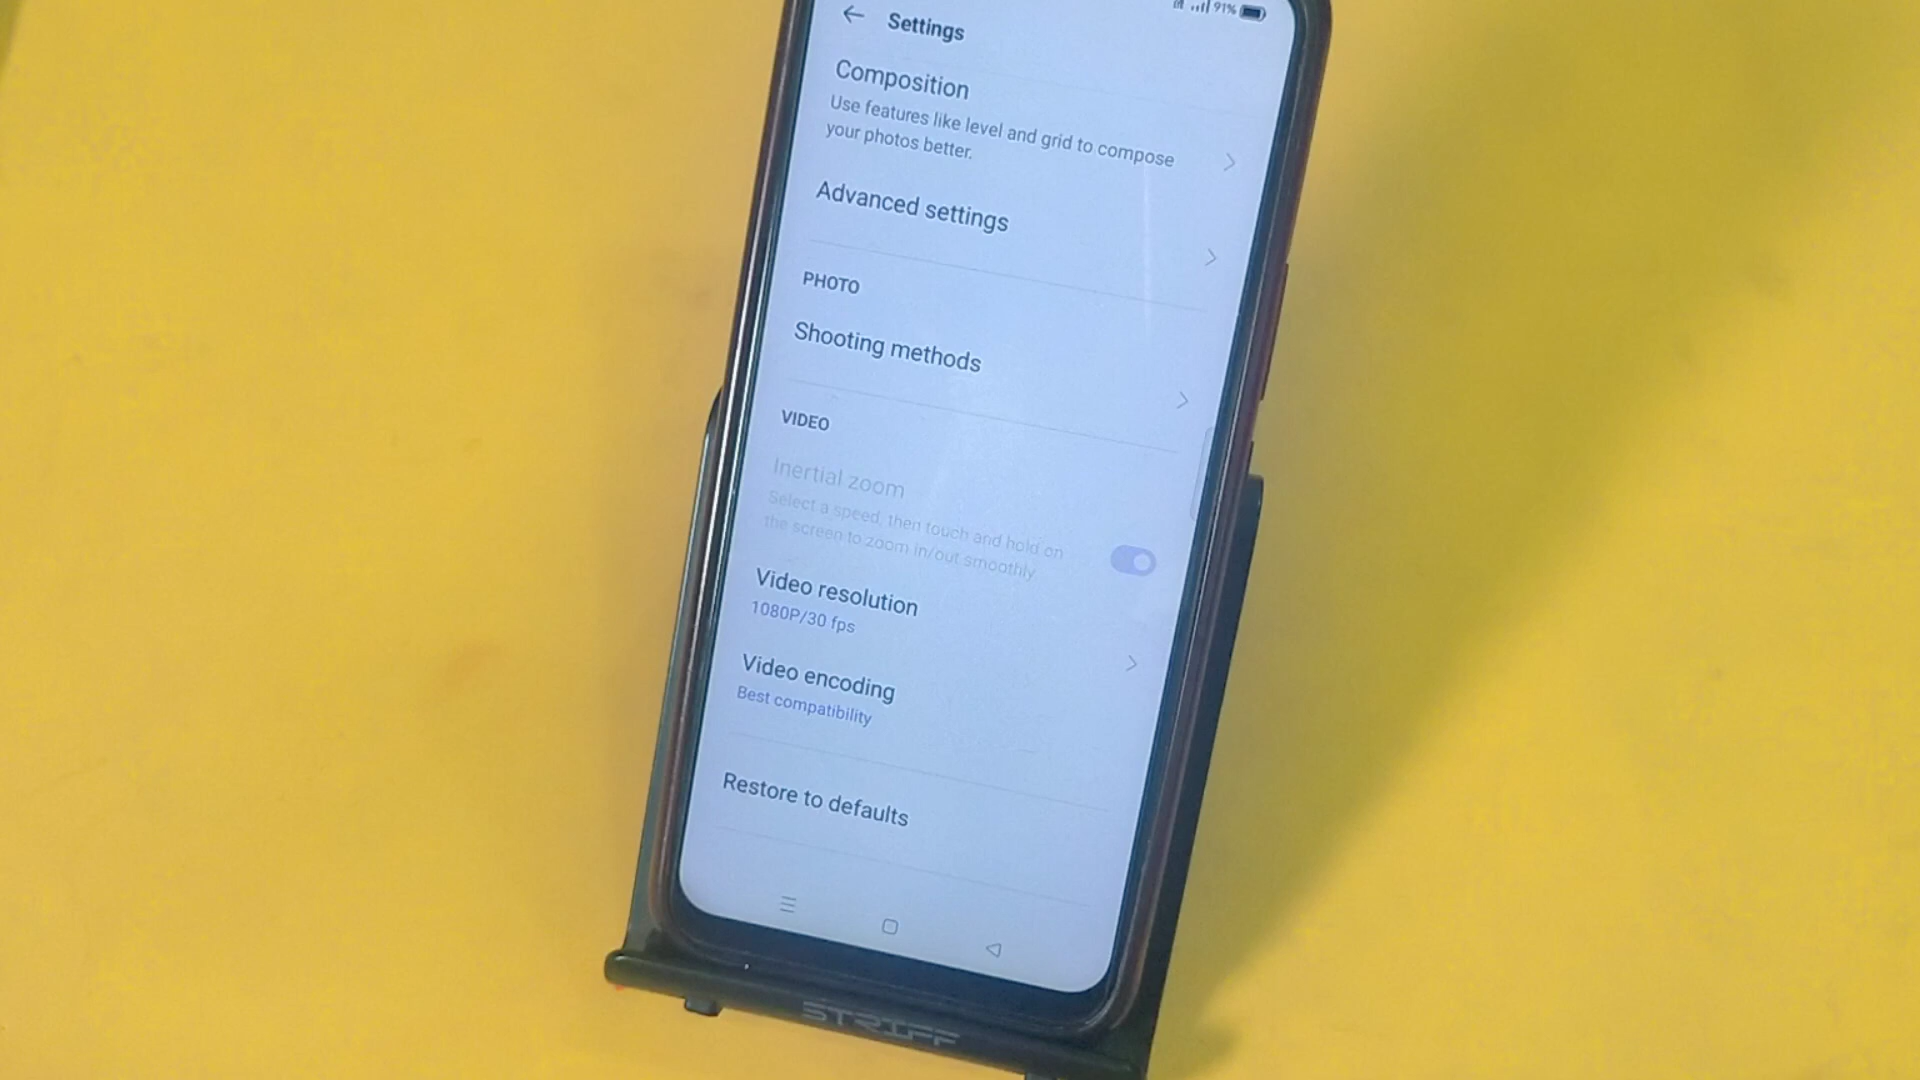 91%
Settings
Composition
Use features like level and grid to compose
your photos better.
Advanced settings
PHOTO
Shooting methods
VIDEO
Inertial zoom
Select a speed, then touch and hold on
the screen to zoom in/out smoothly
Video resolution
1080P/30 fps
Video encoding
Best compatibility
Restore to defaults
STRIFF